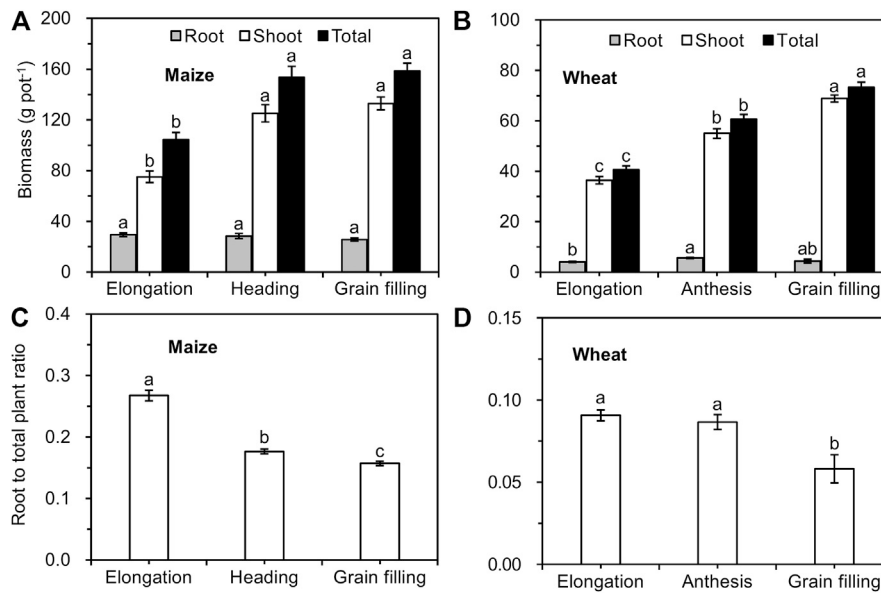 A
Root Shoot Total
Maize
Biomass (g pot⁻¹)
200
160
120
80
40
0
b
b
a
a
a
a
a
a
a
Elongation Heading Grain filling
B
Root Shoot Total
Wheat
100
80
60
40
20
0
c c
b
b b
a
a a
ab
Elongation Anthesis Grain filling
C
Maize
Root to total plant ratio
0.4
0.3
0.2
0.1
0.0
a
b
c
Elongation Heading Grain filling
D
Wheat
0.15
0.10
0.05
0.00
a
a
b
Elongation Anthesis Grain filling